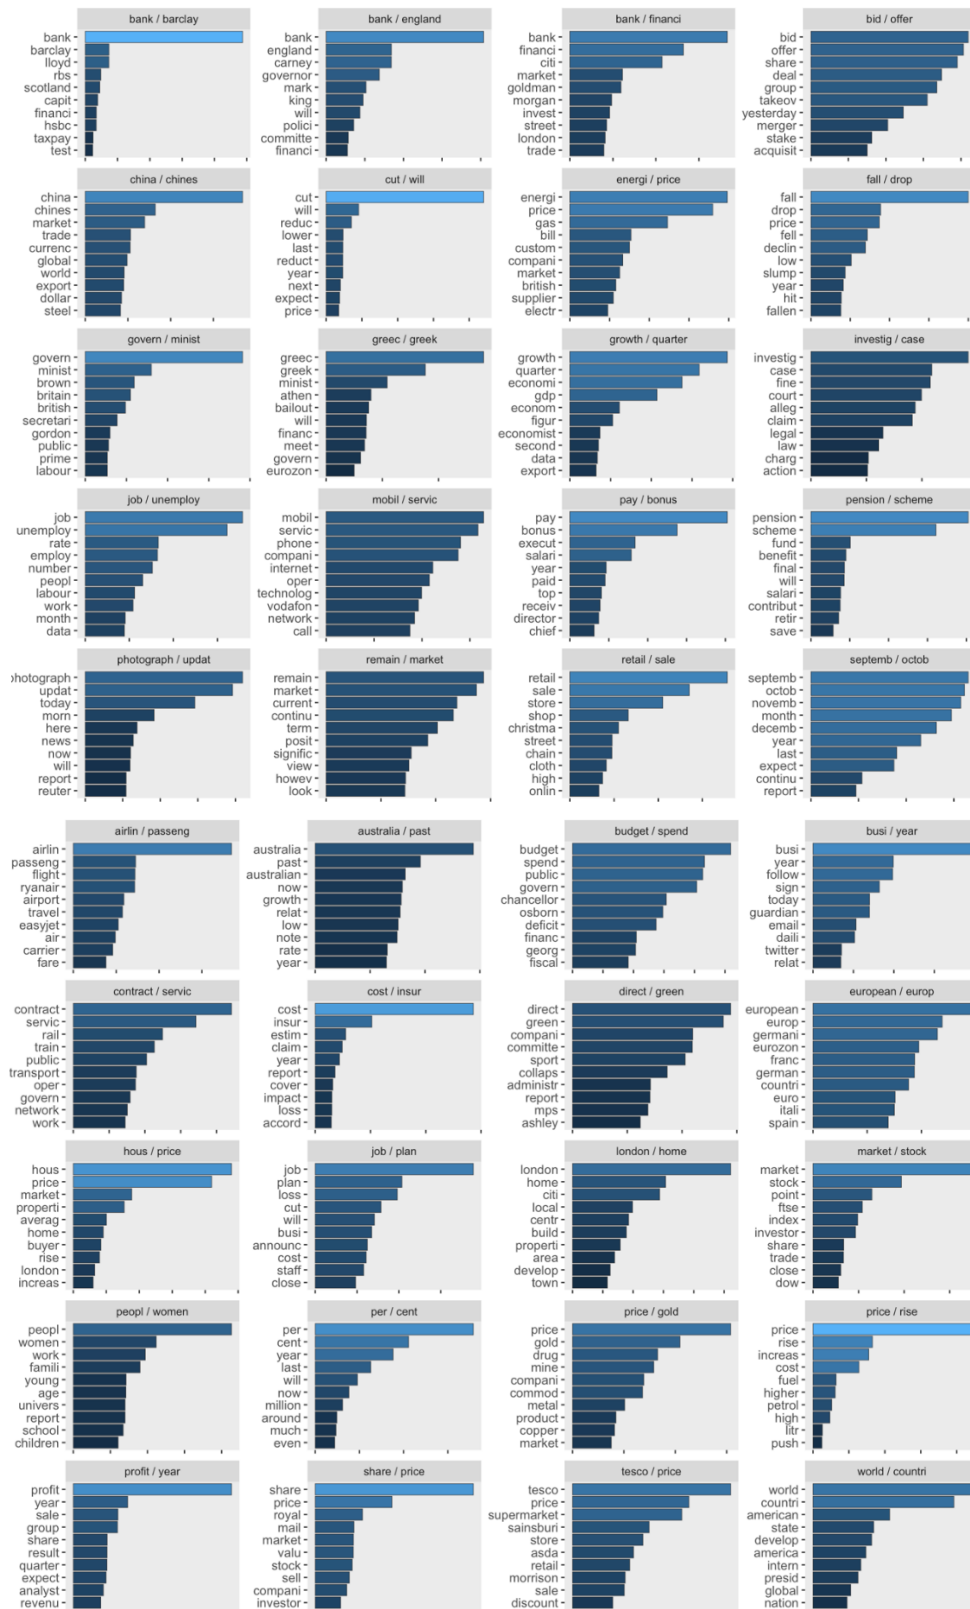 bank / barclay
bank
barclay
lloyd
rbs
scotland
capit
financi
hsbc
taxpay
test
bank / england
bank
england
carney
governor
mark
king
will
polici
committe
financi
bank / financi
bank
financi
citi
market
goldman
morgan
invest
street
london
trade
bid / offer
bid
offer
share
deal
group
takeov
yesterday
merger
stake
acquisit
china / chines
china
chines
market
trade
currenc
global
world
export
dollar
steel
cut / will
cut
will
reduc
lower
last
reduct
year
next
expect
price
energi / price
energi
price
gas
bill
custom
compani
market
british
supplier
electr
fall / drop
fall
drop
price
fell
declin
low
slump
year
hit
fallen
govern / minist
govern
minist
brown
britain
british
secretari
gordon
public
prime
labour
greec / greek
greec
greek
minist
athen
bailout
will
financ
meet
govern
eurozon
growth / quarter
growth
quarter
economi
gdp
econom
figur
economist
second
data
export
investig / case
investig
case
fine
court
alleg
claim
legal
law
charg
action
job / unemploy
job
unemploy
rate
employ
number
peopl
labour
work
month
data
mobil / servic
mobil
servic
phone
compani
internet
oper
technolog
vodafon
network
call
pay / bonus
pay
bonus
execut
salari
year
paid
top
receiv
director
chief
pension / scheme
pension
scheme
fund
benefit
final
will
salari
contribut
retir
save
photograph / updat
photograph
updat
today
morn
here
news
now
will
report
reuter
remain / market
remain
market
current
continu
term
posit
signific
view
howev
look
retail / sale
retail
sale
store
shop
christma
street
chain
cloth
high
onlin
septemb / octob
septemb
octob
novemb
month
decemb
year
last
expect
continu
report
airlin / passeng
airlin
passeng
flight
ryanair
airport
travel
easyjet
air
carrier
fare
australia / past
australia
past
australian
now
growth
relat
low
note
rate
year
budget / spend
budget
spend
public
govern
chancellor
osborn
deficit
financ
georg
fiscal
busi / year
busi
year
follow
sign
today
guardian
email
daili
twitter
relat
contract / servic
contract
servic
rail
train
public
transport
oper
govern
network
work
cost / insur
cost
insur
estim
claim
year
report
cover
impact
loss
accord
direct / green
direct
green
compani
committe
sport
collaps
administr
report
mps
ashley
european / europ
european
europ
germani
eurozon
franc
german
countri
euro
itali
spain
hous / price
hous
price
market
properti
averag
home
buyer
rise
london
increas
job / plan
job
plan
loss
cut
will
busi
announc
cost
staff
close
london / home
london
home
citi
local
centr
build
properti
area
develop
town
market / stock
market
stock
point
ftse
index
investor
share
trade
close
dow
peopl / women
peopl
women
work
famili
young
age
univers
report
school
children
per / cent
per
cent
year
last
will
now
million
around
much
even
price / gold
price
gold
drug
mine
compani
commod
metal
product
copper
market
price / rise
price
rise
increas
cost
fuel
higher
petrol
high
litr
push
profit / year
profit
year
sale
group
share
result
quarter
expect
analyst
revenu
share / price
share
price
royal
mail
market
valu
stock
sell
compani
investor
tesco / price
tesco
price
supermarket
sainsburi
store
asda
retail
morrison
sale
discount
world / countri
world
countri
american
state
develop
america
intern
presid
global
nation